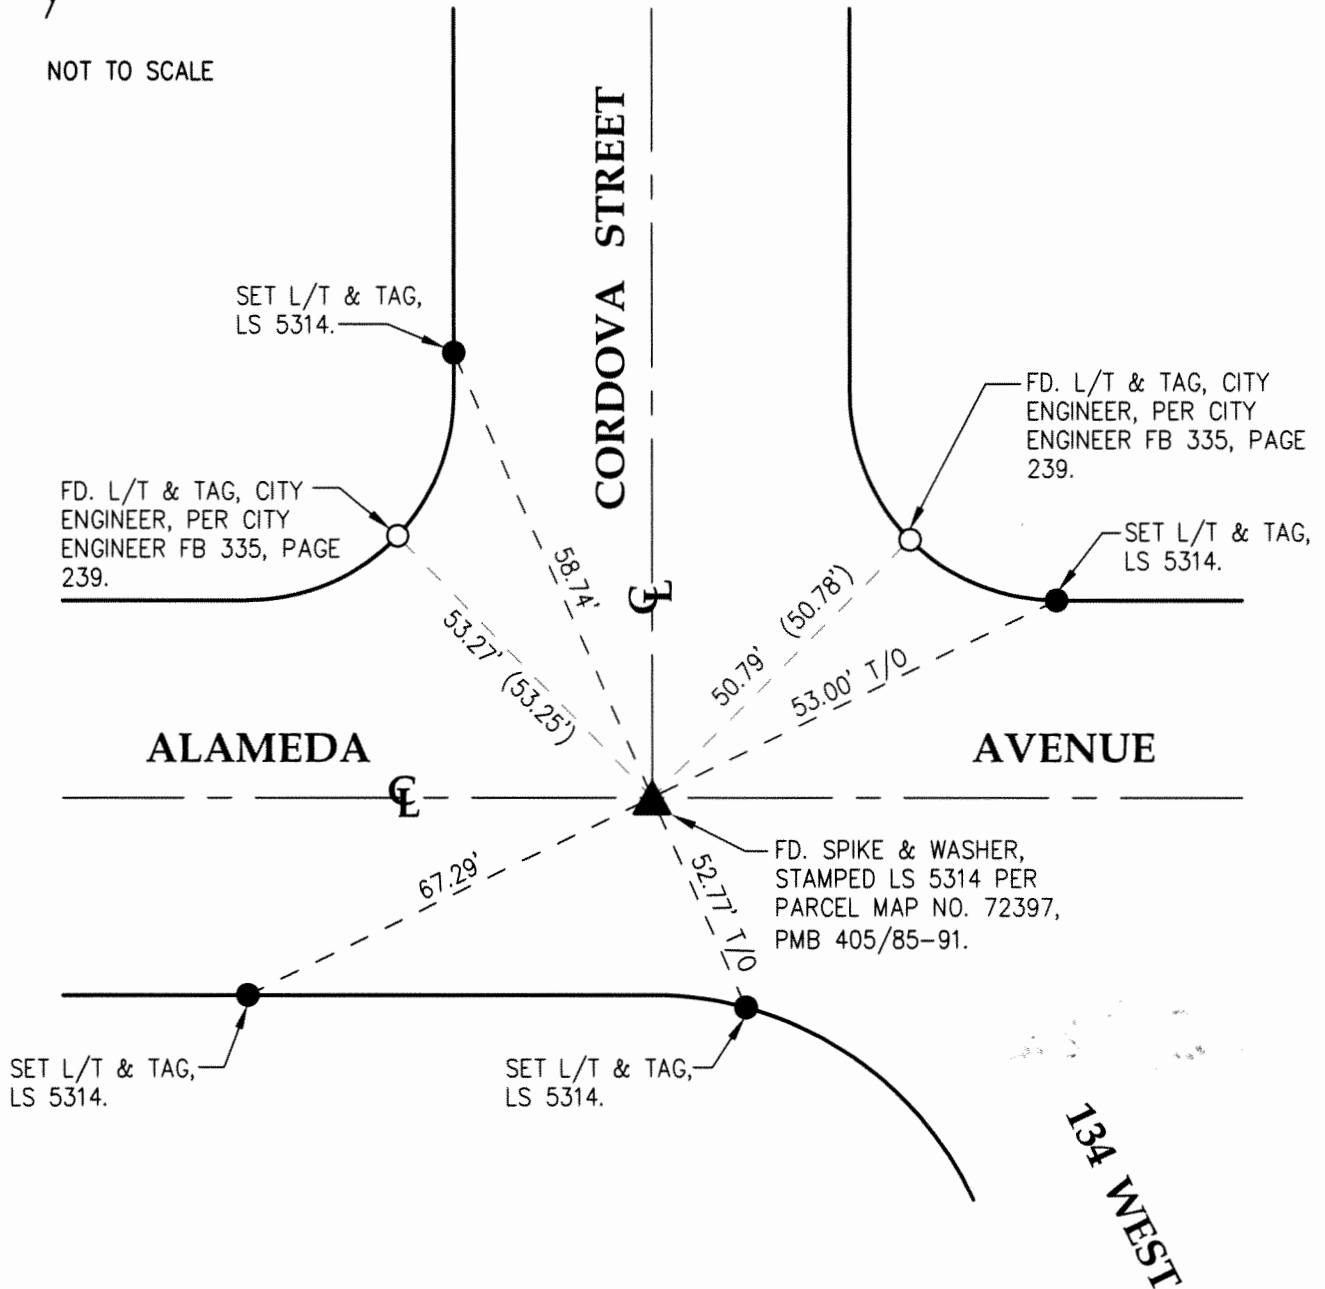 NOT TO SCALE
CORDOVA STREET
SET L/T & TAG,
LS 5314.
FD. L/T & TAG, CITY
ENGINEER, PER CITY
ENGINEER FB 335, PAGE
239.
FD. L/T & TAG, CITY
ENGINEER, PER CITY
ENGINEER FB 335, PAGE
239.
SET L/T & TAG,
LS 5314.
58.74'
53.27' (53.25')
50.79' (50.78')
53.00' T/O
CL
ALAMEDA AVENUE
CL
67.29'
52.77' T/O
FD. SPIKE & WASHER,
STAMPED LS 5314 PER
PARCEL MAP NO. 72397,
PMB 405/85-91.
SET L/T & TAG,
LS 5314.
SET L/T & TAG,
LS 5314.
134 WEST